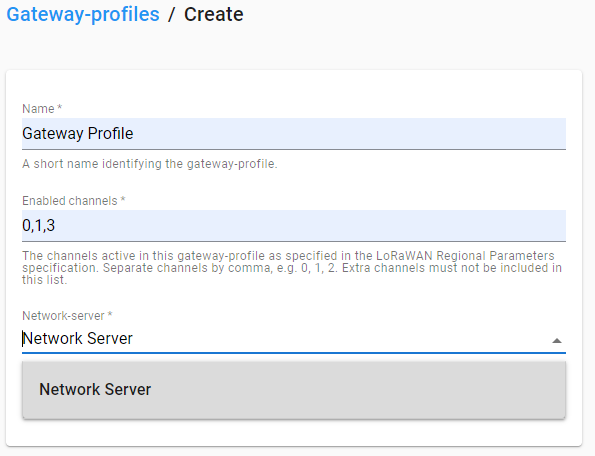 Gateway-profiles / Create
Name *
Gateway Profile
A short name identifying the gateway-profile.
Enabled channels *
0,1,3
The channels active in this gateway-profile as specified in the LoRaWAN Regional Parameters
specification. Separate channels by comma, e.g. 0, 1, 2. Extra channels must not be included in
this list.
Network-server *
Network Server
Network Server